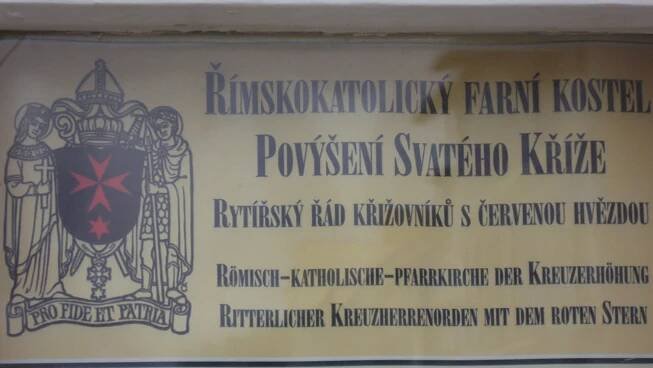 Římskokatolický farní kostel
Povýšení Svatého Kříže
Rytířský řád křižovníků s červenou hvězdou
Römisch-katholische-Pfarrkirche der Kreuzerhöhung
Ritterlicher Kreuzherrenorden mit dem roten Stern
PRO FIDE ET PATRIA